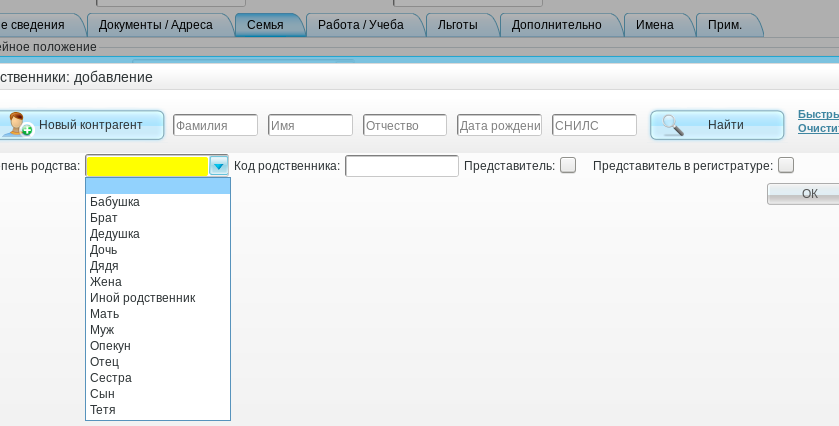 е сведения Документы / Адреса Семья Работа / Учеба Льготы Дополнительно Имена Прим.
ейное положение
ственники: добавление
Новый контрагент Фамилия Имя Отчество Дата рождени СНИЛС Найти Быстры
Очисти
пень родства: Код родственника: Представитель: Представитель в регистратуре:
ОК
Бабушка
Брат
Дедушка
Дочь
Дядя
Жена
Иной родственник
Мать
Муж
Опекун
Отец
Сестра
Сын
Тетя